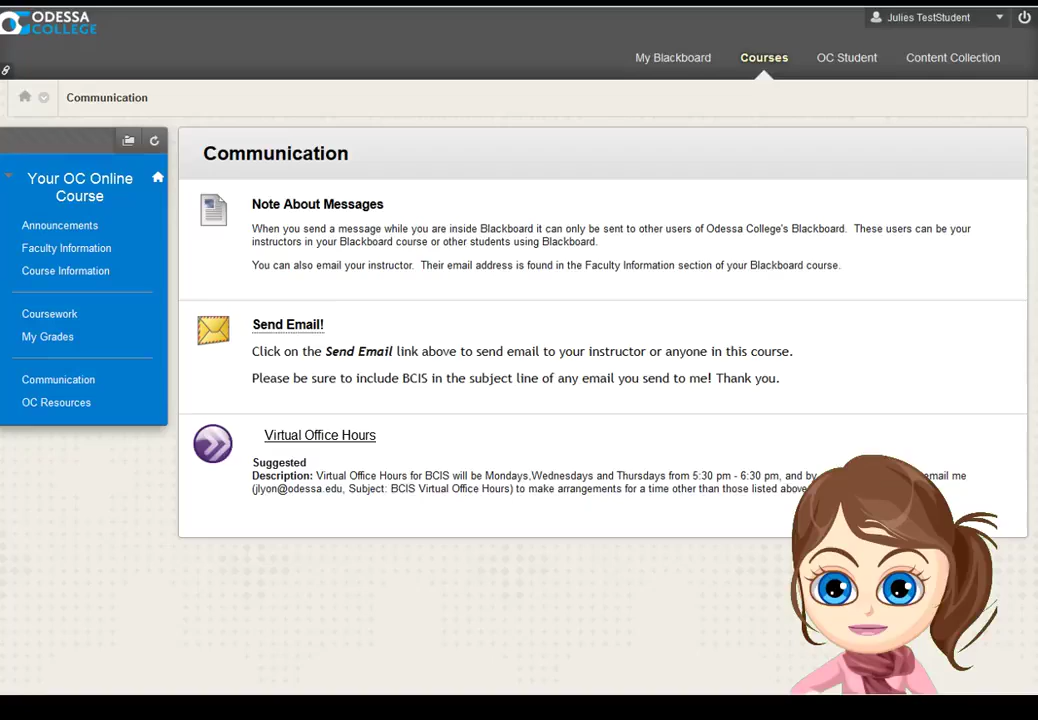 ODESSA
COLLEGE
Julies TestStudent
My Blackboard
Courses
OC Student
Content Collection
Communication
Your OC Online
Course
Announcements
Faculty Information
Course Information
Coursework
My Grades
Communication
OC Resources
Communication
Note About Messages
When you send a message while you are inside Blackboard it can only be sent to other users of Odessa College's Blackboard. These users can be your
instructors in your Blackboard course or other students using Blackboard.
You can also email your instructor. Their email address is found in the Faculty Information section of your Blackboard course.
Send Email!
Click on the Send Email link above to send email to your instructor or anyone in this course.
Please be sure to include BCIS in the subject line of any email you send to me! Thank you.
Virtual Office Hours
Suggested
Description: Virtual Office Hours for BCIS will be Mondays,Wednesdays and Thursdays from 5:30 pm - 6:30 pm, and by email me
(jlyon@odessa.edu, Subject: BCIS Virtual Office Hours) to make arrangements for a time other than those listed above